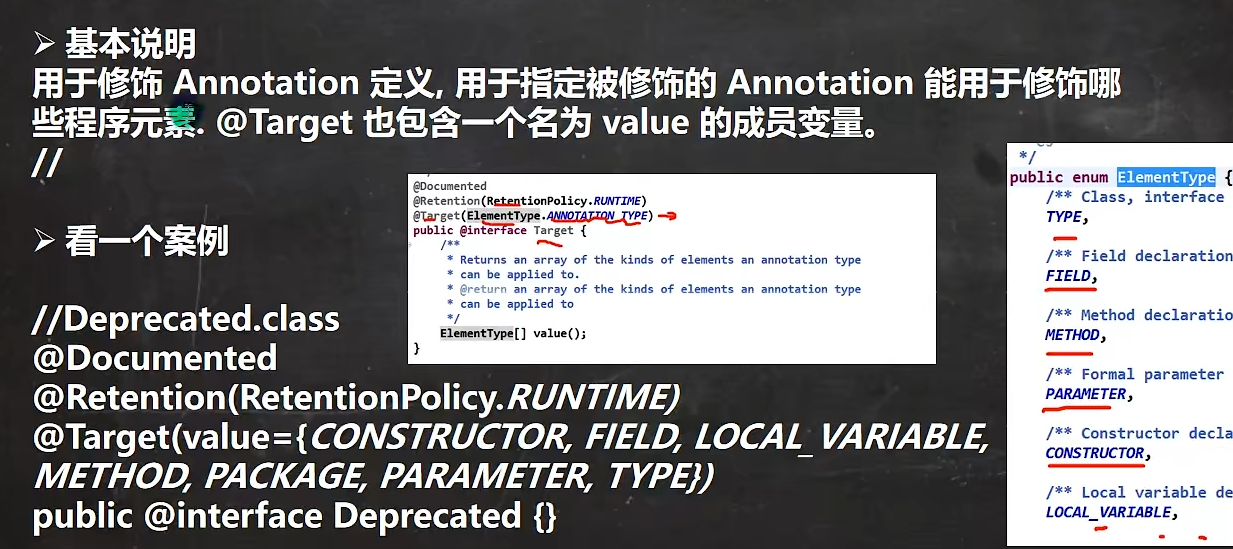 ➢ 基本说明
用于修饰 Annotation 定义, 用于指定被修饰的 Annotation 能用于修饰哪
些程序元素. @Target 也包含一个名为 value 的成员变量。
//
➢ 看一个案例
//Deprecated.class
@Documented
@Retention(RetentionPolicy.RUNTIME)
@Target(value={CONSTRUCTOR, FIELD, LOCAL_VARIABLE,
METHOD, PACKAGE, PARAMETER, TYPE})
public @interface Deprecated {}
@Documented
@Retention(RetentionPolicy.RUNTIME)
@Target(ElementType.ANNOTATION_TYPE)
public @interface Target {
/**
* Returns an array of the kinds of elements an annotation type
* can be applied to.
* @return an array of the kinds of elements an annotation type
* can be applied to
*/
ElementType[] value();
}
*/
public enum ElementType {
/** Class, interface
TYPE,
/** Field declaration
FIELD,
/** Method declaratio
METHOD,
/** Formal parameter
PARAMETER,
/** Constructor decla
CONSTRUCTOR,
/** Local variable de
LOCAL_VARIABLE,